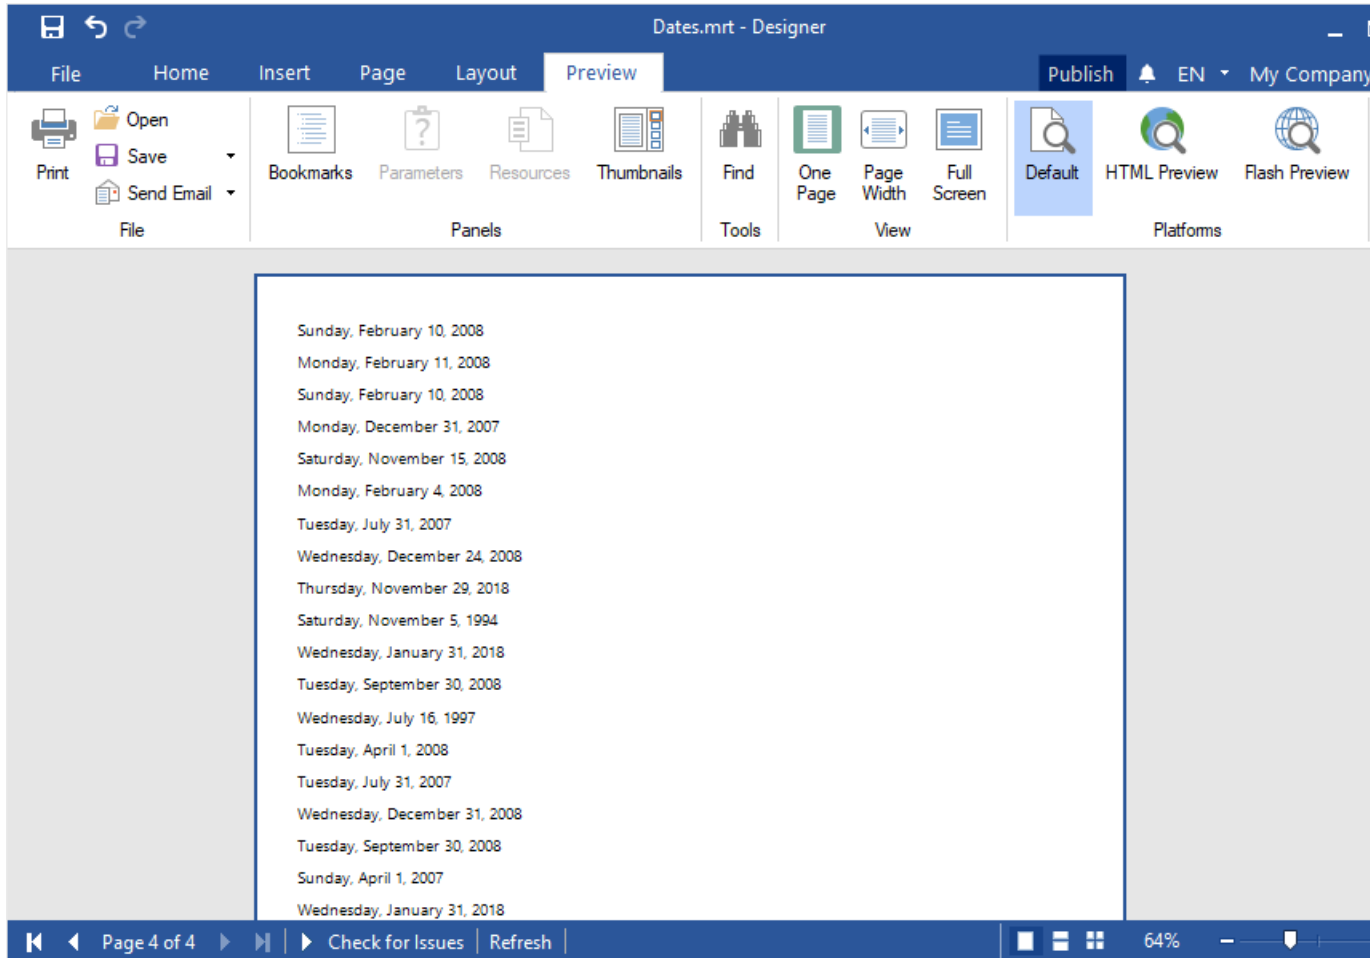 Dates.mrt - Designer
File Home Insert Page Layout Preview Publish EN My Company
Print
Open
Save
Send Email
File
Bookmarks Parameters Resources Thumbnails
Panels
Find
Tools
One Page
Page Width
Full Screen
View
Default HTML Preview Flash Preview
Platforms
Sunday, February 10, 2008
Monday, February 11, 2008
Sunday, February 10, 2008
Monday, December 31, 2007
Saturday, November 15, 2008
Monday, February 4, 2008
Tuesday, July 31, 2007
Wednesday, December 24, 2008
Thursday, November 29, 2018
Saturday, November 5, 1994
Wednesday, January 31, 2018
Tuesday, September 30, 2008
Wednesday, July 16, 1997
Tuesday, April 1, 2008
Tuesday, July 31, 2007
Wednesday, December 31, 2008
Tuesday, September 30, 2008
Sunday, April 1, 2007
Wednesday, January 31, 2018
Page 4 of 4 Check for Issues Refresh 64%